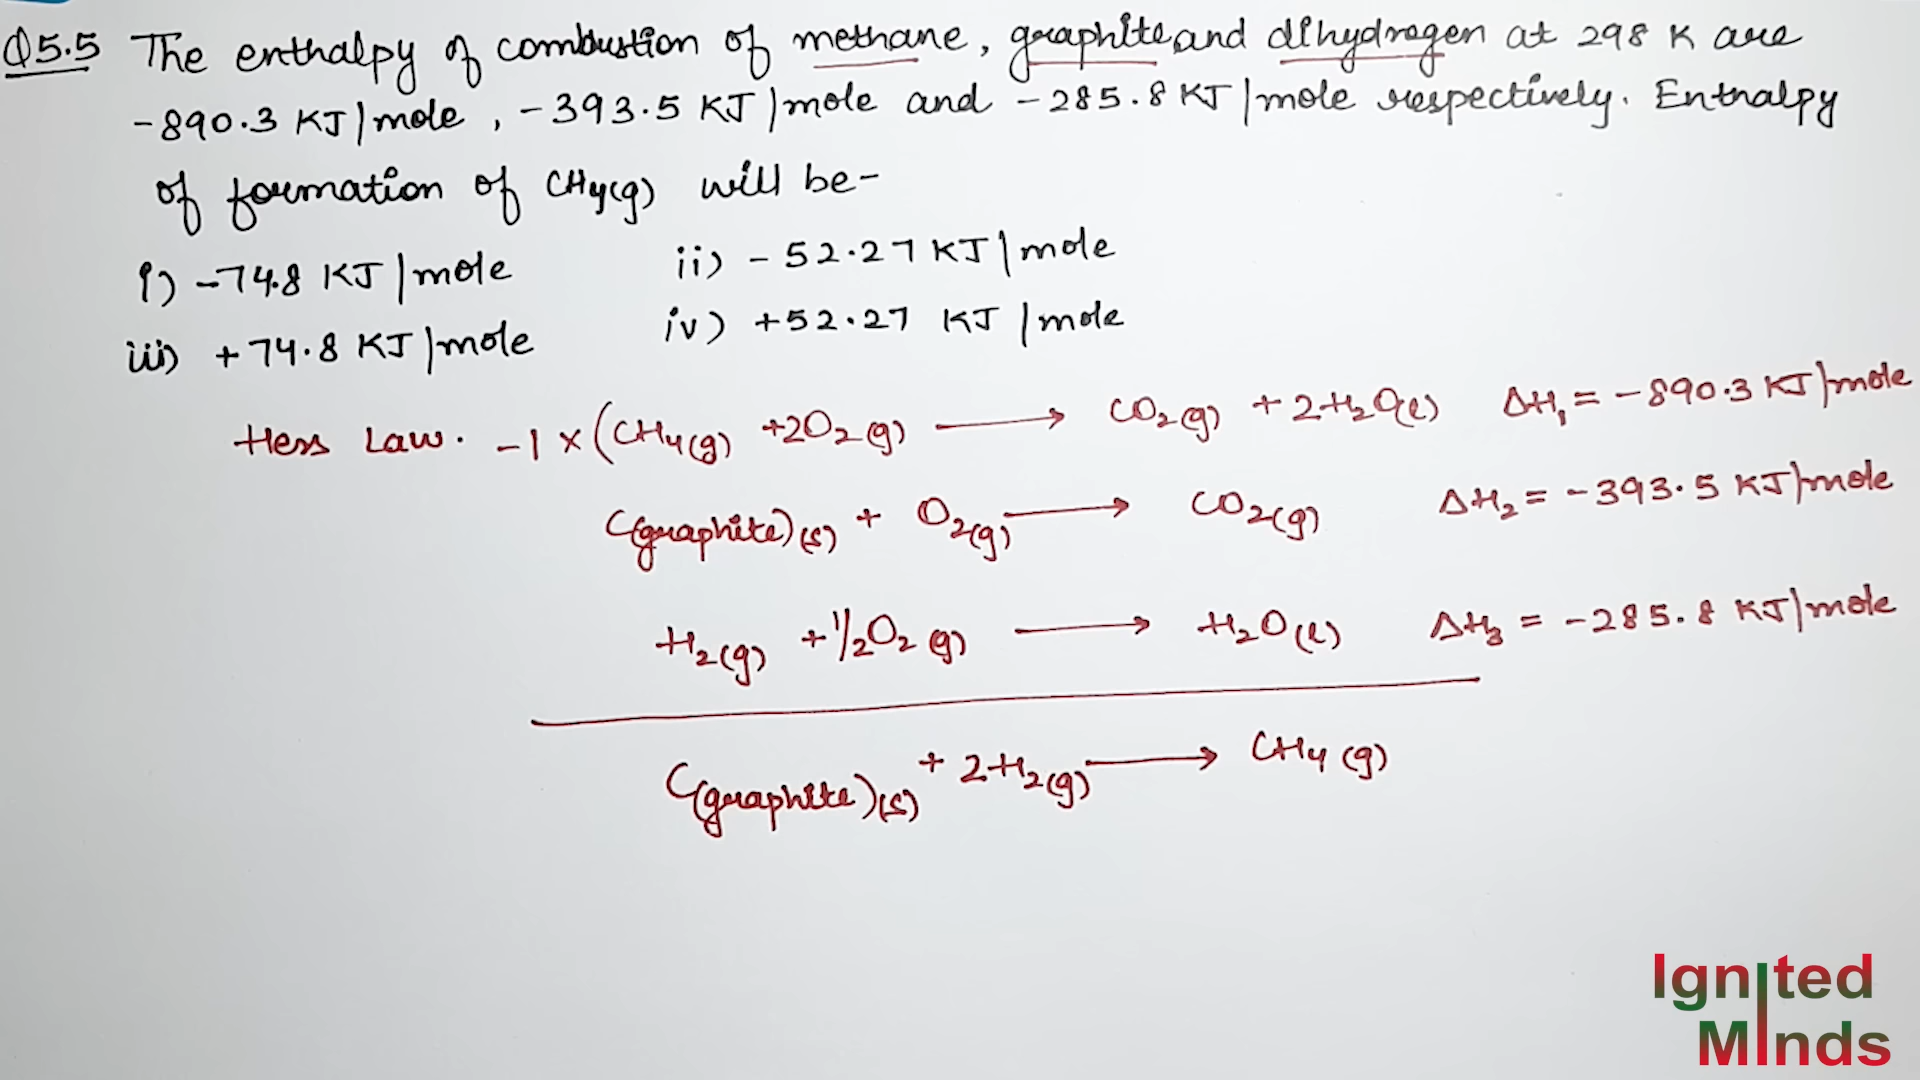 Q5.5 The enthalpy of combustion of methane, graphite and dihydrogen at 298 K are
-890.3 KJ/mole, -393.5 KJ/mole and -285.8 KJ/mole respectively. Enthalpy
of formation of CH₄(g) will be-
i) -74.8 KJ/mole ii) -52.27 KJ/mole
iii) +74.8 KJ/mole iv) +52.27 KJ/mole
Hess Law. -1 × (CH₄(g) +2O₂(g) ⟶ CO₂(g) +2H₂O(l) ΔH₁ = -890.3 KJ/mole
C(graphite)(s) + O₂(g) ⟶ CO₂(g) ΔH₂ = -393.5 KJ/mole
H₂(g) +1/2O₂(g) ⟶ H₂O(l) ΔH₃ = -285.8 KJ/mole
C(graphite)(s) + 2H₂(g) ⟶ CH₄(g)
Ignited
Minds